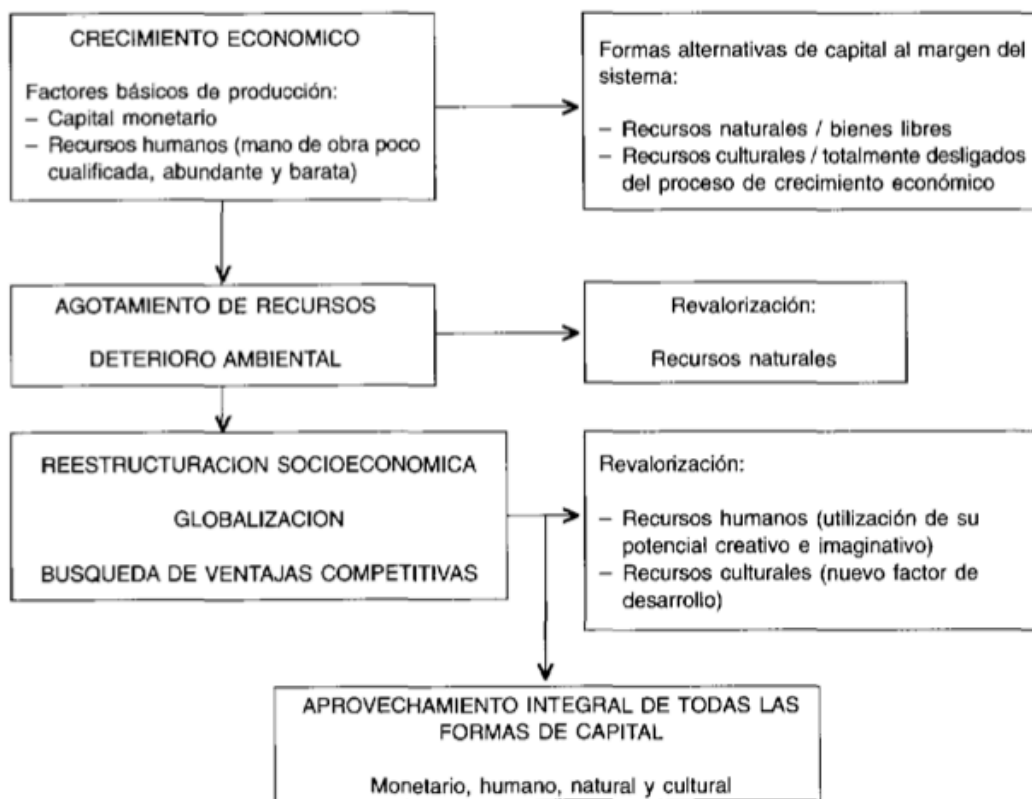 CRECIMIENTO ECONOMICO
Factores básicos de producción:
– Capital monetario
– Recursos humanos (mano de obra poco
cualificada, abundante y barata)
Formas alternativas de capital al margen del
sistema:
– Recursos naturales / bienes libres
– Recursos culturales / totalmente desligados
del proceso de crecimiento económico
AGOTAMIENTO DE RECURSOS
DETERIORO AMBIENTAL
Revalorización:
Recursos naturales
REESTRUCTURACION SOCIOECONOMICA
GLOBALIZACION
BUSQUEDA DE VENTAJAS COMPETITIVAS
Revalorización:
– Recursos humanos (utilización de su
potencial creativo e imaginativo)
– Recursos culturales (nuevo factor de
desarrollo)
APROVECHAMIENTO INTEGRAL DE TODAS LAS
FORMAS DE CAPITAL
Monetario, humano, natural y cultural